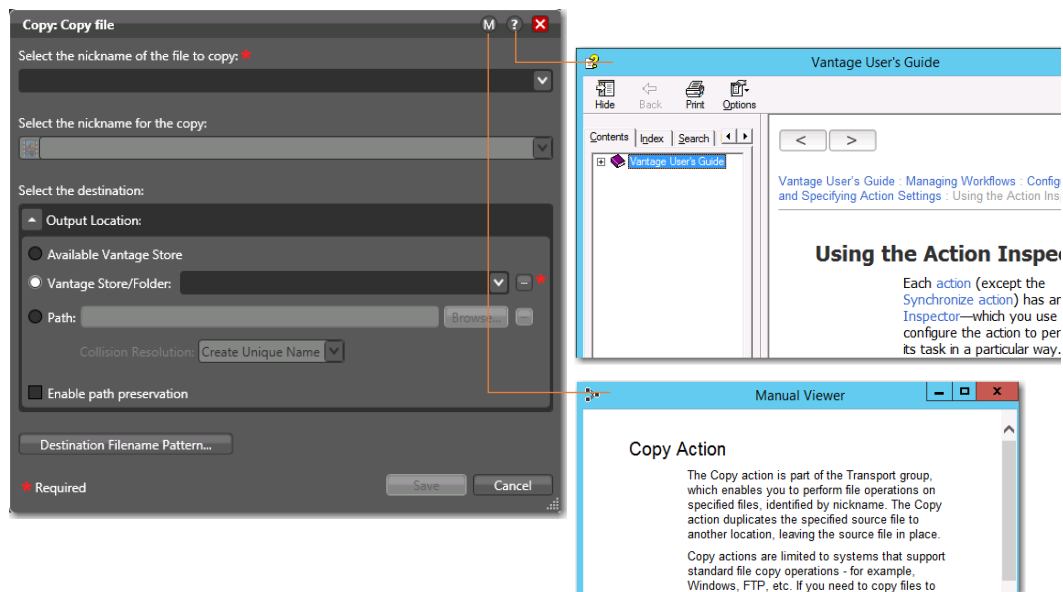 Copy: Copy file
M ?
Select the nickname of the file to copy: *
Select the nickname for the copy:
Select the destination:
Output Location:
Available Vantage Store
Vantage Store/Folder: *
Path: Browse...
Collision Resolution: Create Unique Name
Enable path preservation
Destination Filename Pattern...
* Required
Save Cancel
Vantage User's Guide
Hide Back Print Options
Contents Index Search
Vantage User's Guide
< >
Vantage User's Guide : Managing Workflows : Config
and Specifying Action Settings : Using the Action Ins
Using the Action Inspe
Each action (except the
Synchronize action) has an
Inspector—which you use
configure the action to per
its task in a particular way.
Manual Viewer
Copy Action
The Copy action is part of the Transport group,
which enables you to perform file operations on
specified files, identified by nickname. The Copy
action duplicates the specified source file to
another location, leaving the source file in place.
Copy actions are limited to systems that support
standard file copy operations - for example,
Windows, FTP, etc. If you need to copy files to